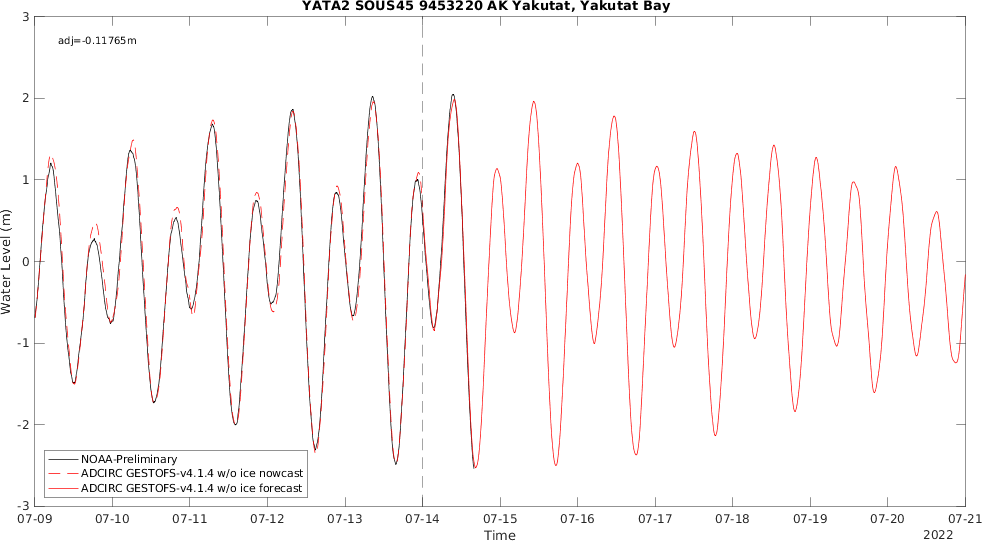 YATA2 SOUS45 9453220 AK Yakutat, Yakutat Bay
adj=-0.11765m
3
2
1
0
-1
-2
-3
Water Level (m)
NOAA-Preliminary
ADCIRC GESTOFS-v4.1.4 w/o ice nowcast
ADCIRC GESTOFS-v4.1.4 w/o ice forecast
07-09 07-10 07-11 07-12 07-13 07-14 07-15 07-16 07-17 07-18 07-19 07-20 07-21
Time
2022